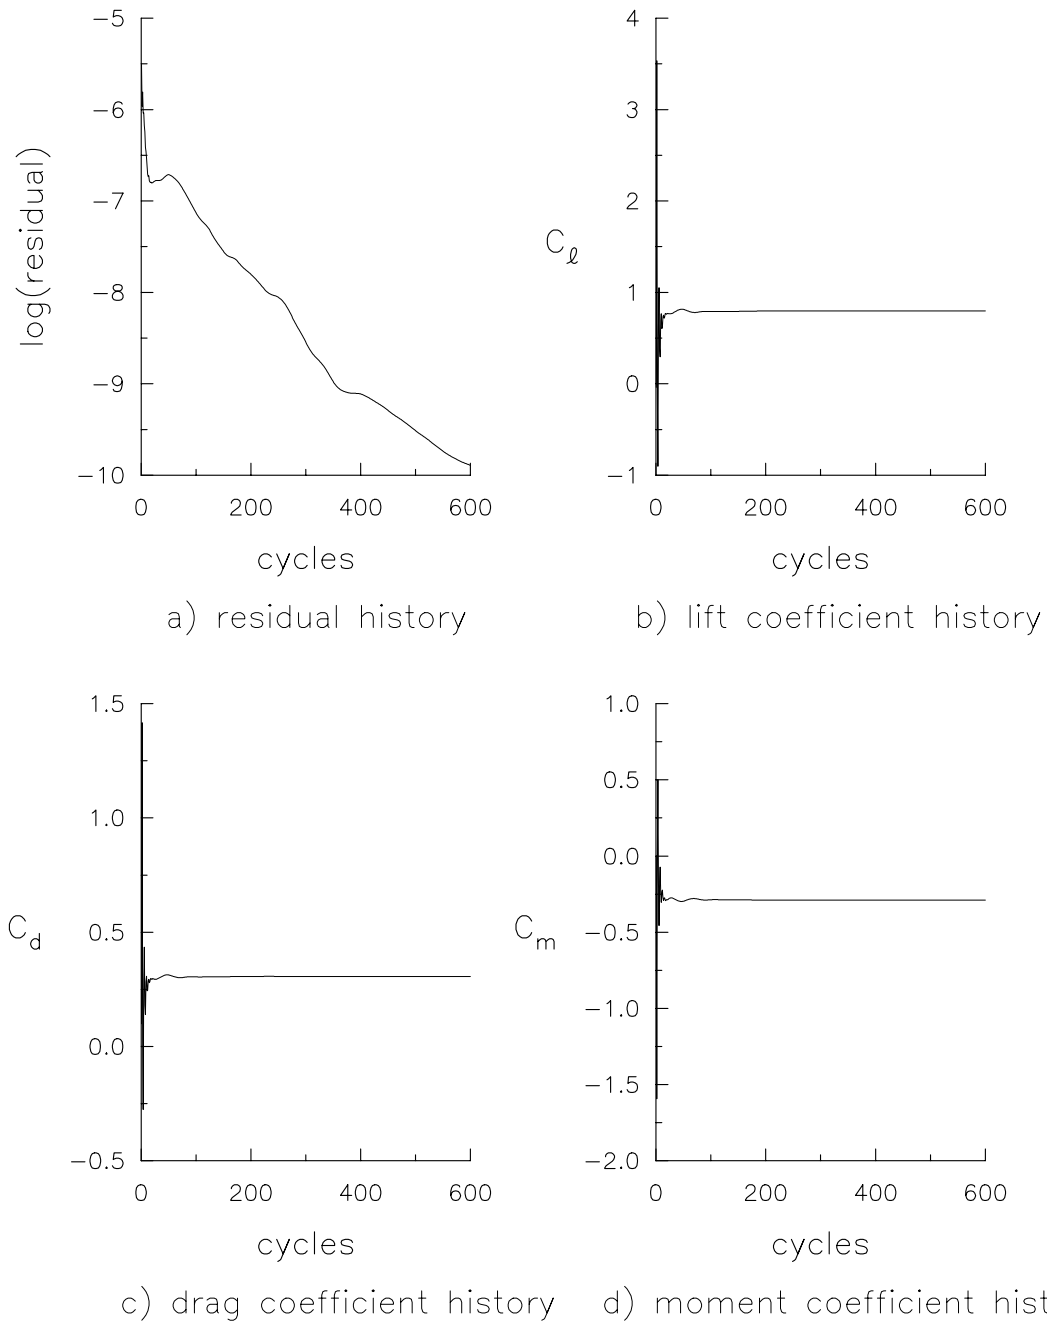 −5
−6
−7
−8
−9
−10
log(residual)
0 200 400 600
cycles
a) residual history
4
3
2
1
0
−1
Cℓ
0 200 400 600
cycles
b) lift coefficient history
1.5
1.0
0.5
0.0
−0.5
Cd
0 200 400 600
cycles
c) drag coefficient history
1.0
0.5
0.0
−0.5
−1.0
−1.5
−2.0
Cm
0 200 400 600
cycles
d) moment coefficient hist